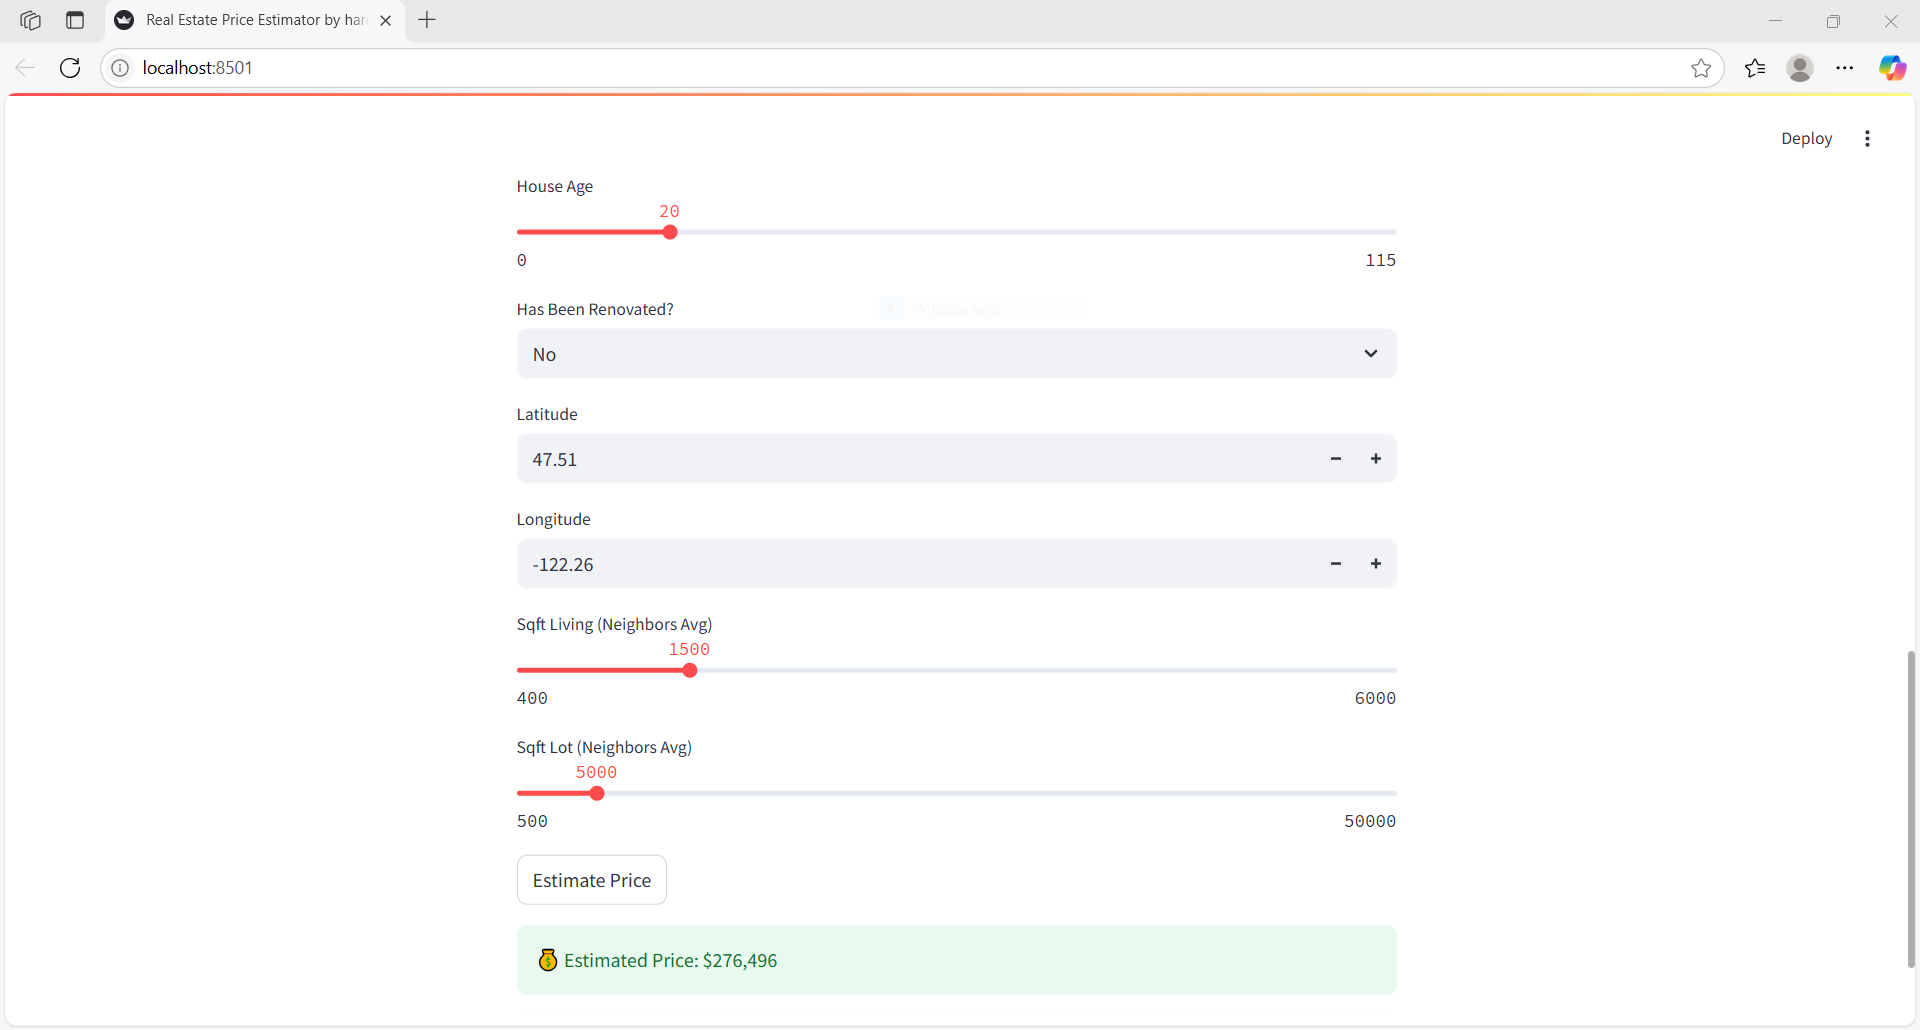 Real Estate Price Estimator by har
localhost:8501
Deploy
House Age
20
0 115
Has Been Renovated?
Window Snip
No
Latitude
47.51
Longitude
-122.26
Sqft Living (Neighbors Avg)
1500
400 6000
Sqft Lot (Neighbors Avg)
5000
500 50000
Estimate Price
Estimated Price: $276,496